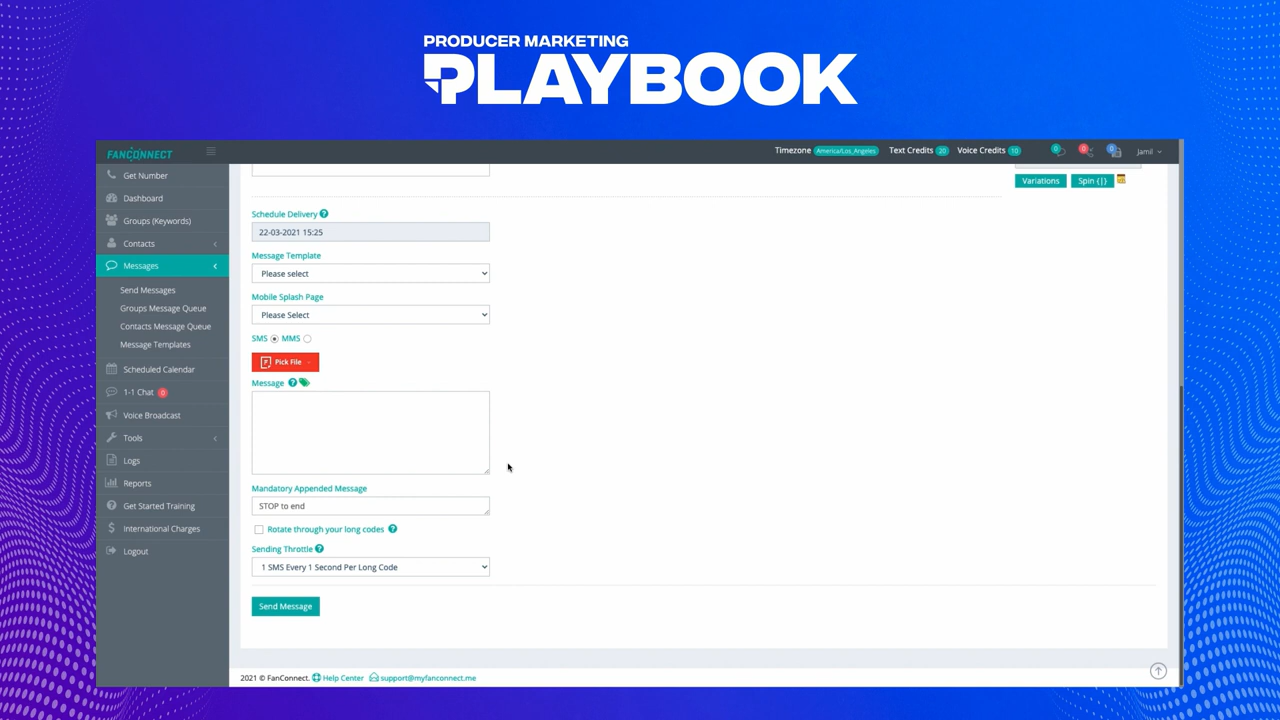 PRODUCER MARKETING
PLAYBOOK
FANCONNECT
Timezone America/Los_Angeles Text Credits 20 Voice Credits 10 0 0 0 Jamil
Get Number
Dashboard
Groups (Keywords)
Contacts
Messages
Send Messages
Groups Message Queue
Contacts Message Queue
Message Templates
Scheduled Calendar
1-1 Chat 0
Voice Broadcast
Tools
Logs
Reports
Get Started Training
International Charges
Logout
Variations Spin {|}
Schedule Delivery ?
22-03-2021 15:25
Message Template
Please select
Mobile Splash Page
Please Select
SMS MMS
Pick File
Message ?
Mandatory Appended Message
STOP to end
Rotate through your long codes ?
Sending Throttle ?
1 SMS Every 1 Second Per Long Code
Send Message
2021 © FanConnect. Help Center support@myfanconnect.me